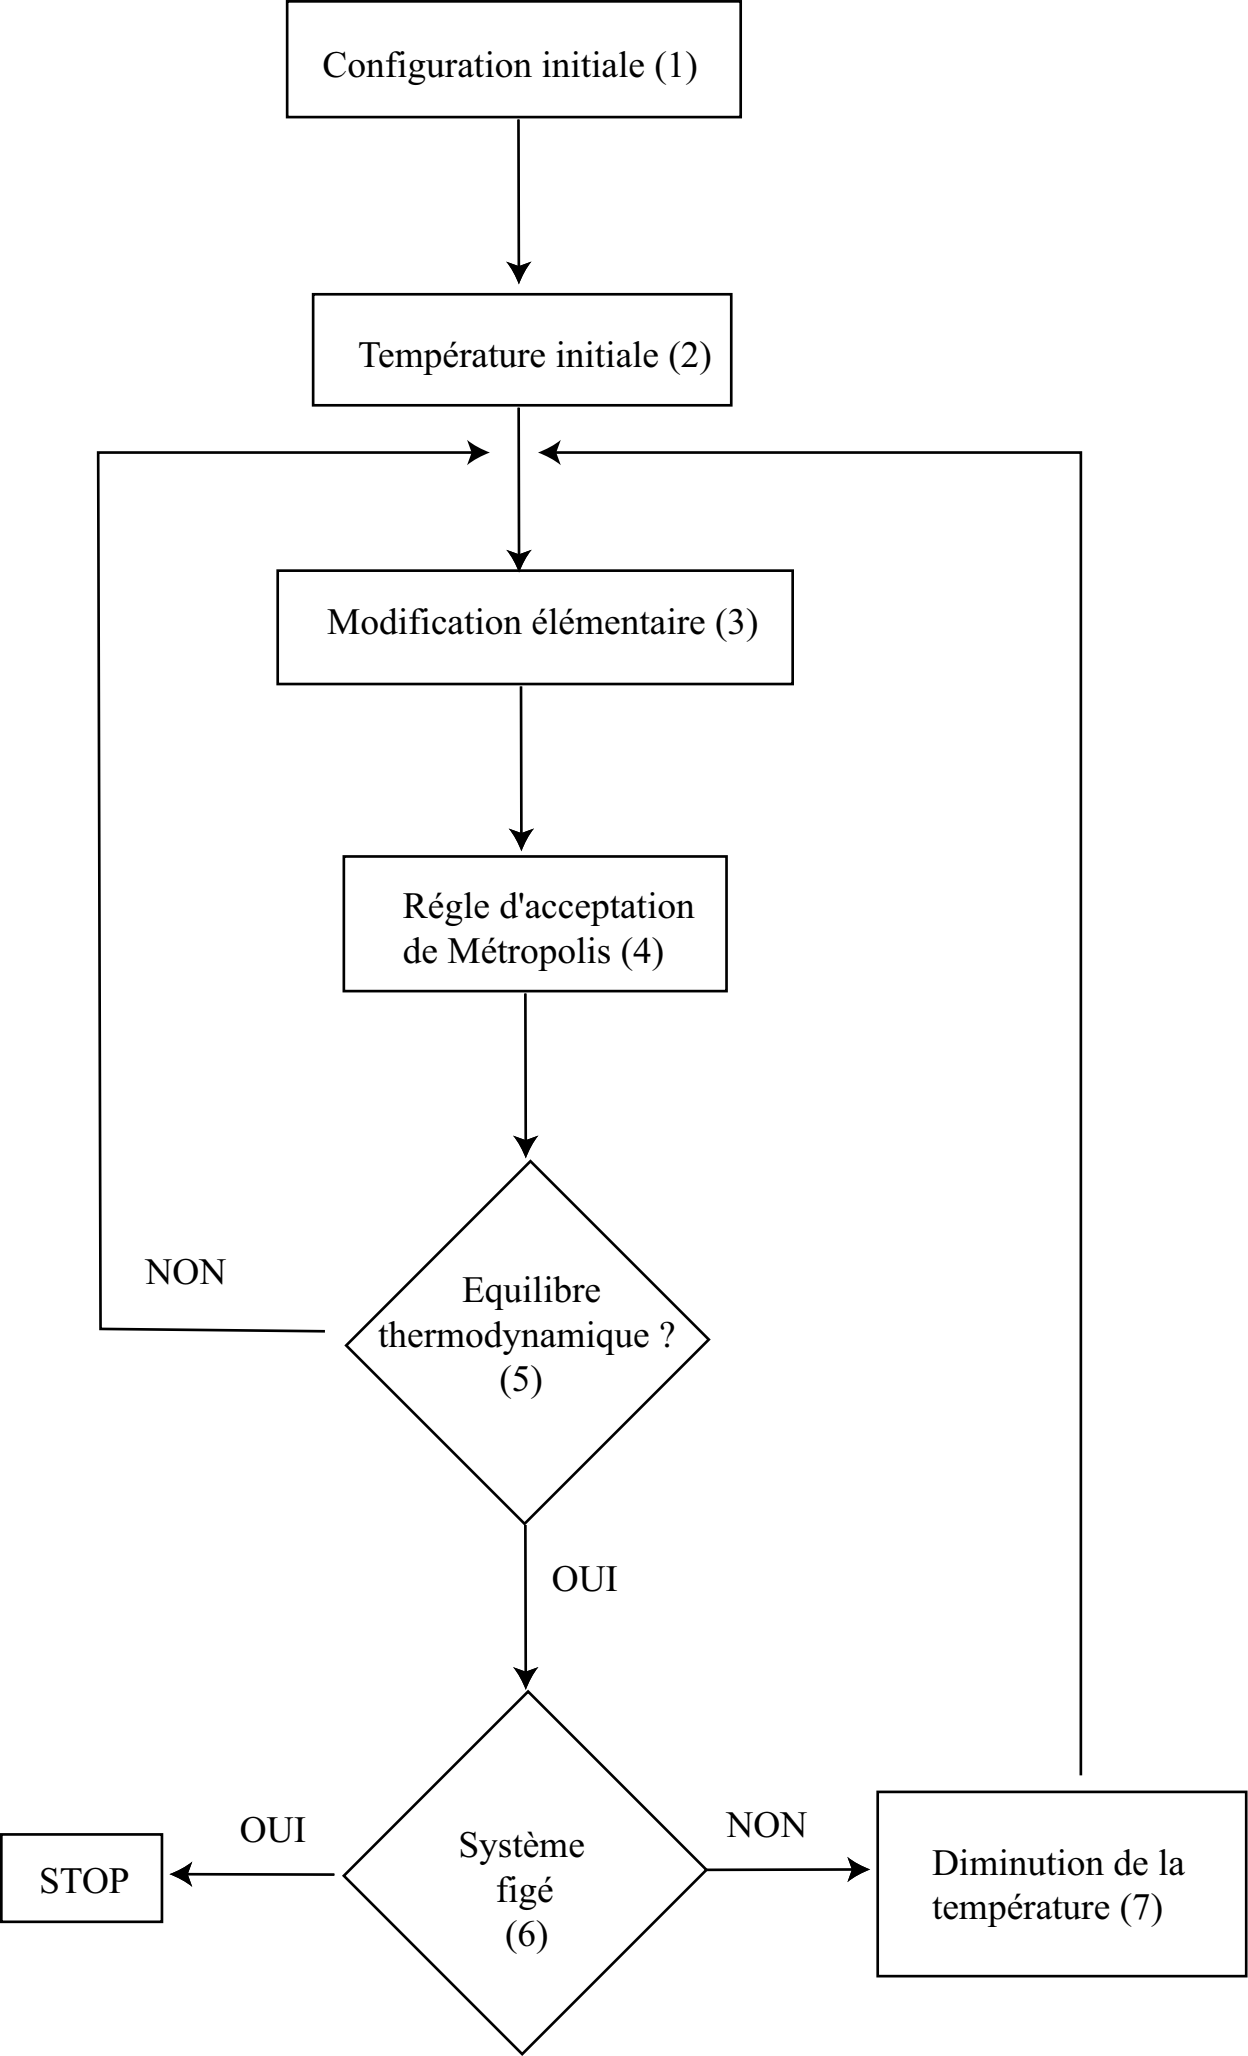 Configuration initiale (1)
Température initiale (2)
Modification élémentaire (3)
Régle d'acceptation
de Métropolis (4)
NON
Equilibre
thermodynamique ?
(5)
OUI
OUI
NON
STOP
Système
figé
(6)
Diminution de la
température (7)